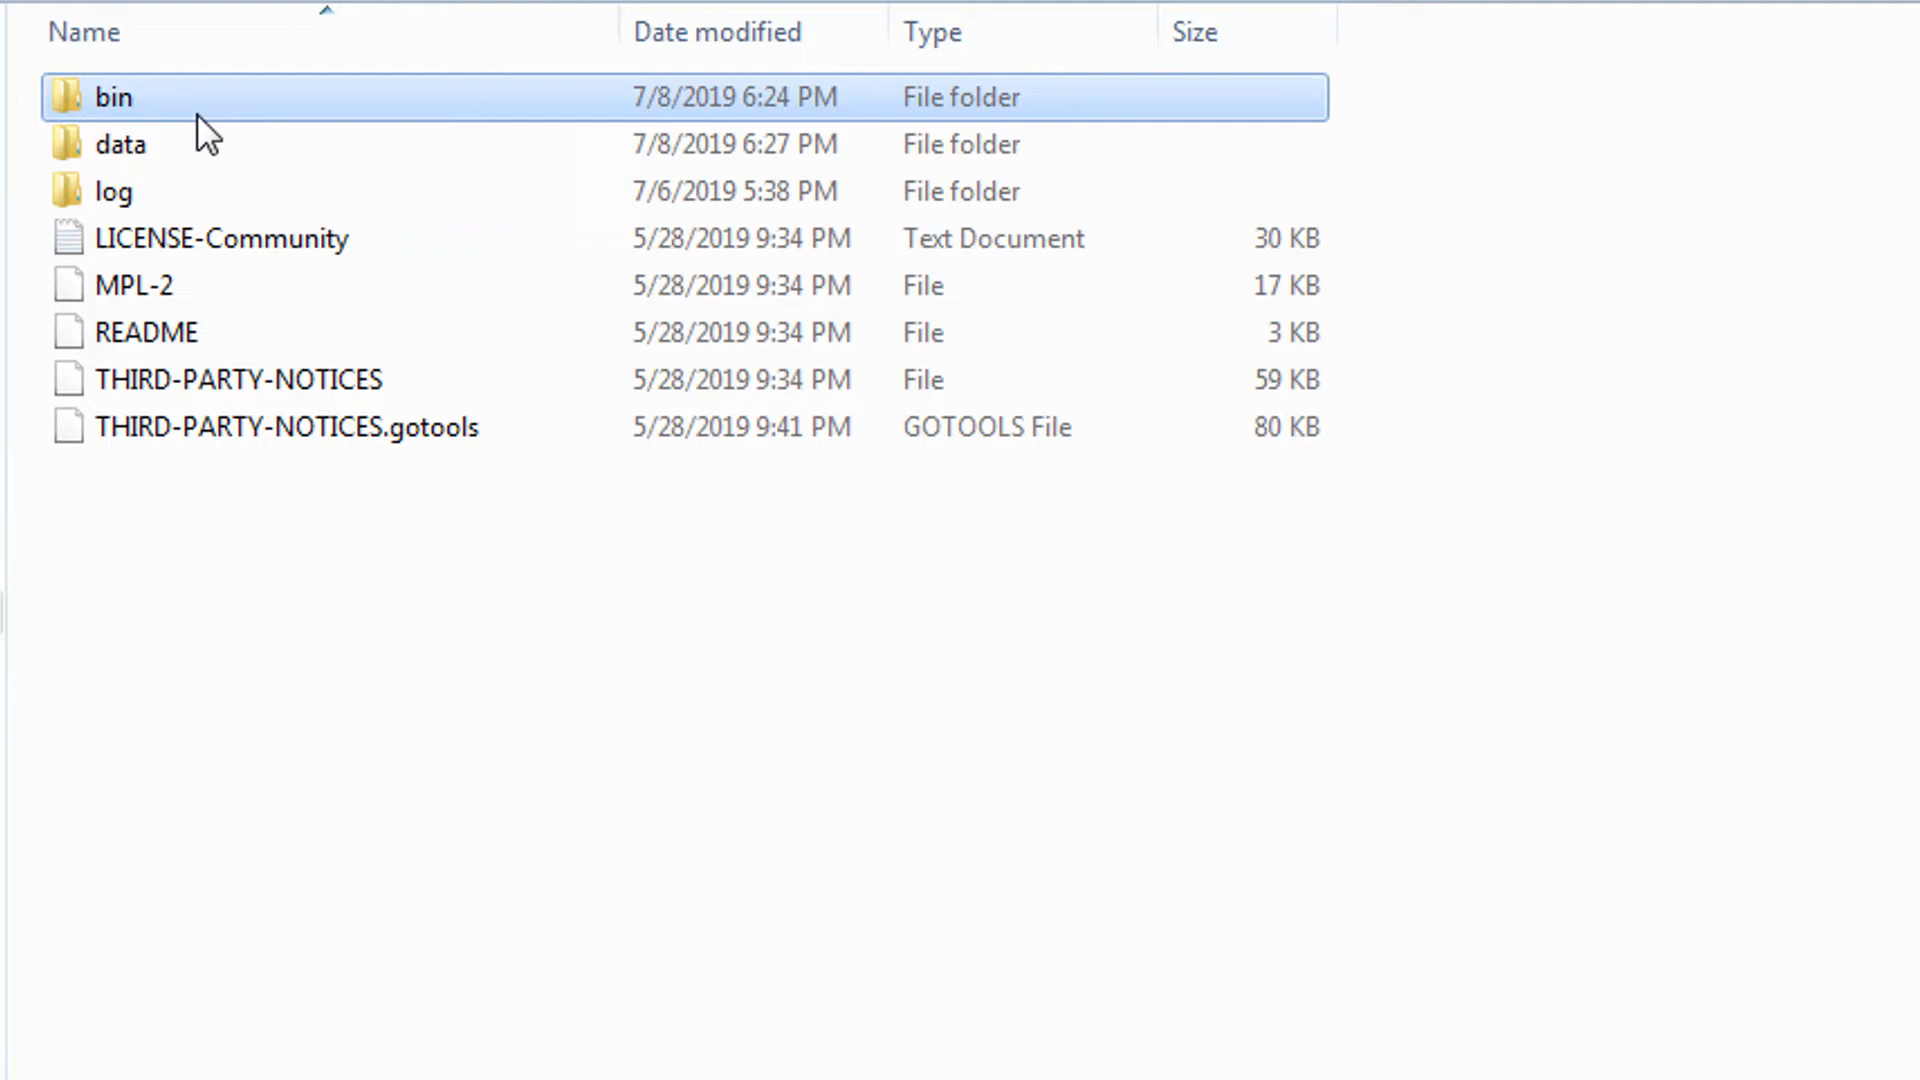 Name Date modified Type Size
bin 7/8/2019 6:24 PM File folder
data 7/8/2019 6:27 PM File folder
log 7/6/2019 5:38 PM File folder
LICENSE-Community 5/28/2019 9:34 PM Text Document 30 KB
MPL-2 5/28/2019 9:34 PM File 17 KB
README 5/28/2019 9:34 PM File 3 KB
THIRD-PARTY-NOTICES 5/28/2019 9:34 PM File 59 KB
THIRD-PARTY-NOTICES.gotools 5/28/2019 9:41 PM GOTOOLS File 80 KB